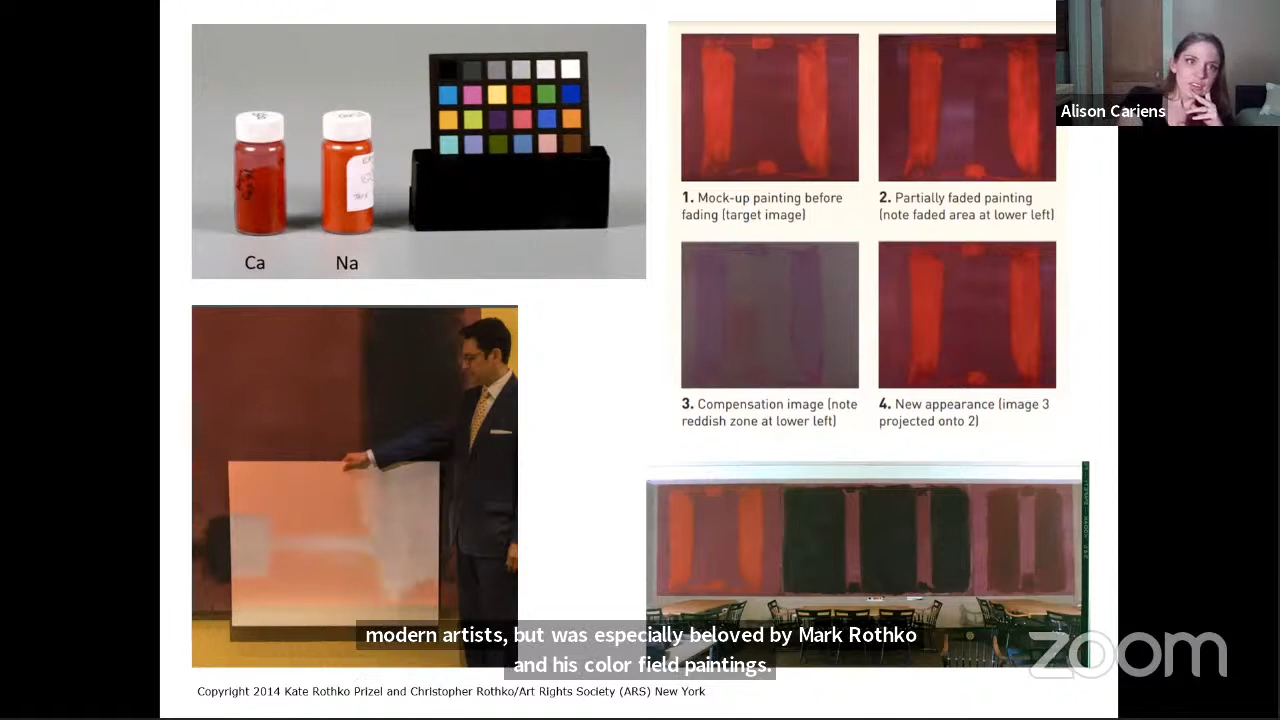 Ca
Na
1. Mock-up painting before
fading (target image)
2. Partially faded painting
(note faded area at lower left)
3. Compensation image (note
reddish zone at lower left)
4. New appearance (image 3
projected onto 2)
Alison Cariens
modern artists, but was especially beloved by Mark Rothko
and his color field paintings.
zoom
Copyright 2014 Kate Rothko Prizel and Christopher Rothko/Art Rights Society (ARS) New York